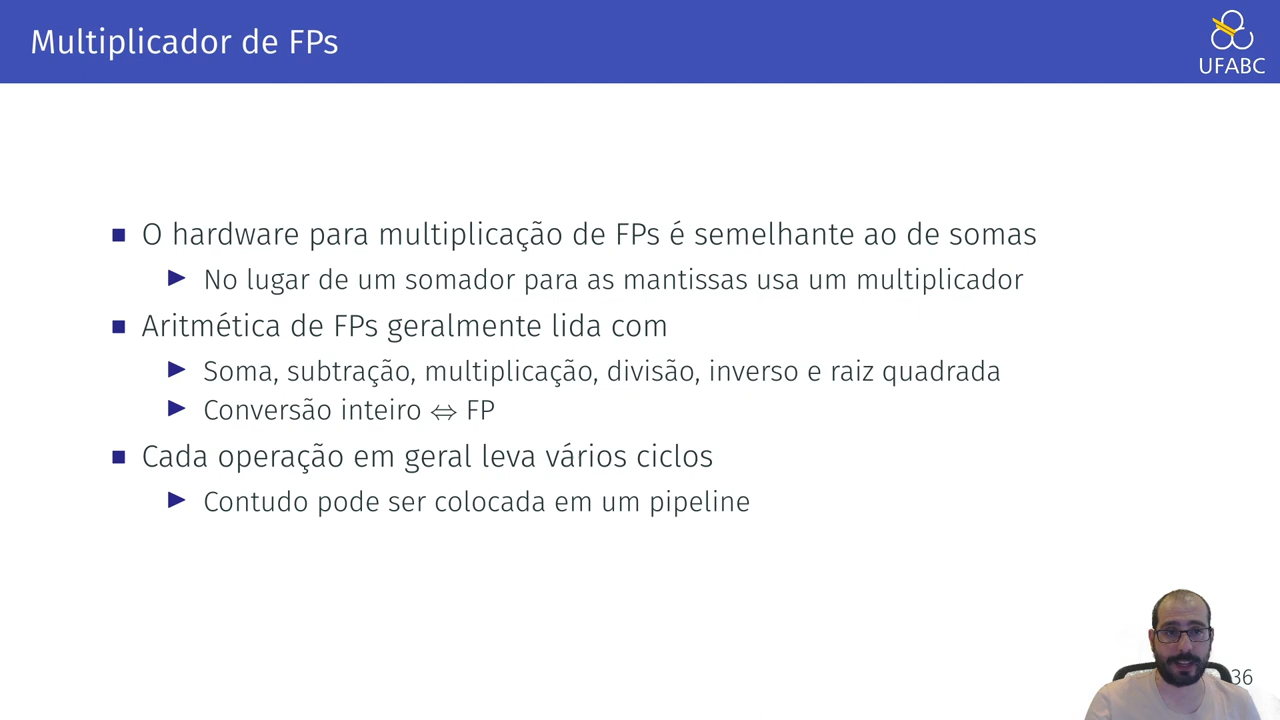 Multiplicador de FPs
UFABC
O hardware para multiplicação de FPs é semelhante ao de somas
No lugar de um somador para as mantissas usa um multiplicador
Aritmética de FPs geralmente lida com
Soma, subtração, multiplicação, divisão, inverso e raiz quadrada
Conversão inteiro ⇔ FP
Cada operação em geral leva vários ciclos
Contudo pode ser colocada em um pipeline
36